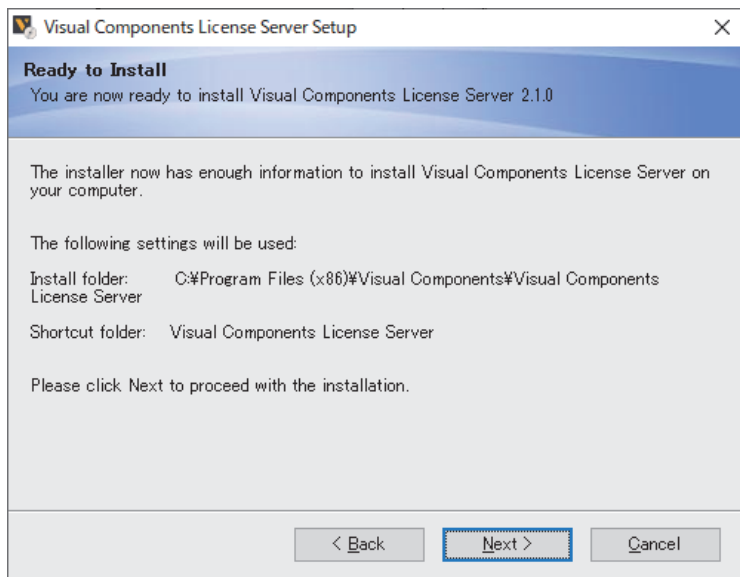 Visual Components License Server Setup
Ready to Install
You are now ready to install Visual Components License Server 2.1.0
The installer now has enough information to install Visual Components License Server on
your computer.
The following settings will be used:
Install folder: C:¥Program Files (x86)¥Visual Components¥Visual Components
License Server
Shortcut folder: Visual Components License Server
Please click Next to proceed with the installation.
< Back Next > Cancel